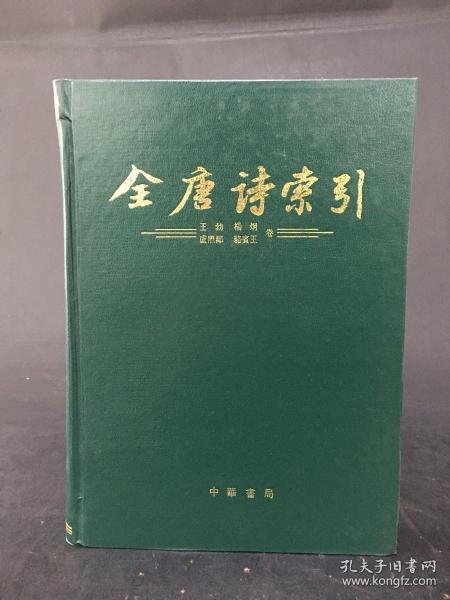 全唐詩索引
王勃 楊炯
盧照鄰 駱賓王 卷
中華書局
孔夫子旧书网
www.kongfz.com